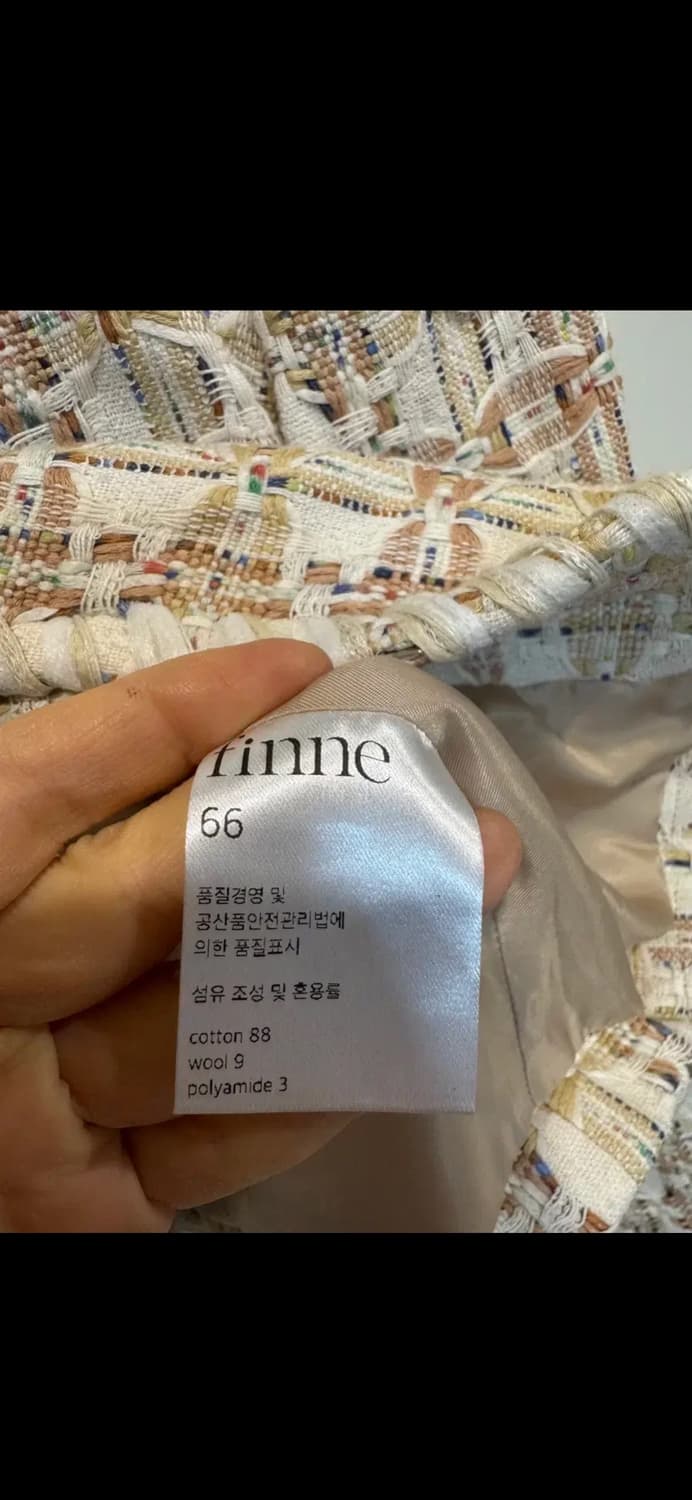 finne
66
품질경영 및
공산품안전관리법에
의한 품질표시
섬유 조성 및 혼용률
cotton 88
wool 9
polyamide 3